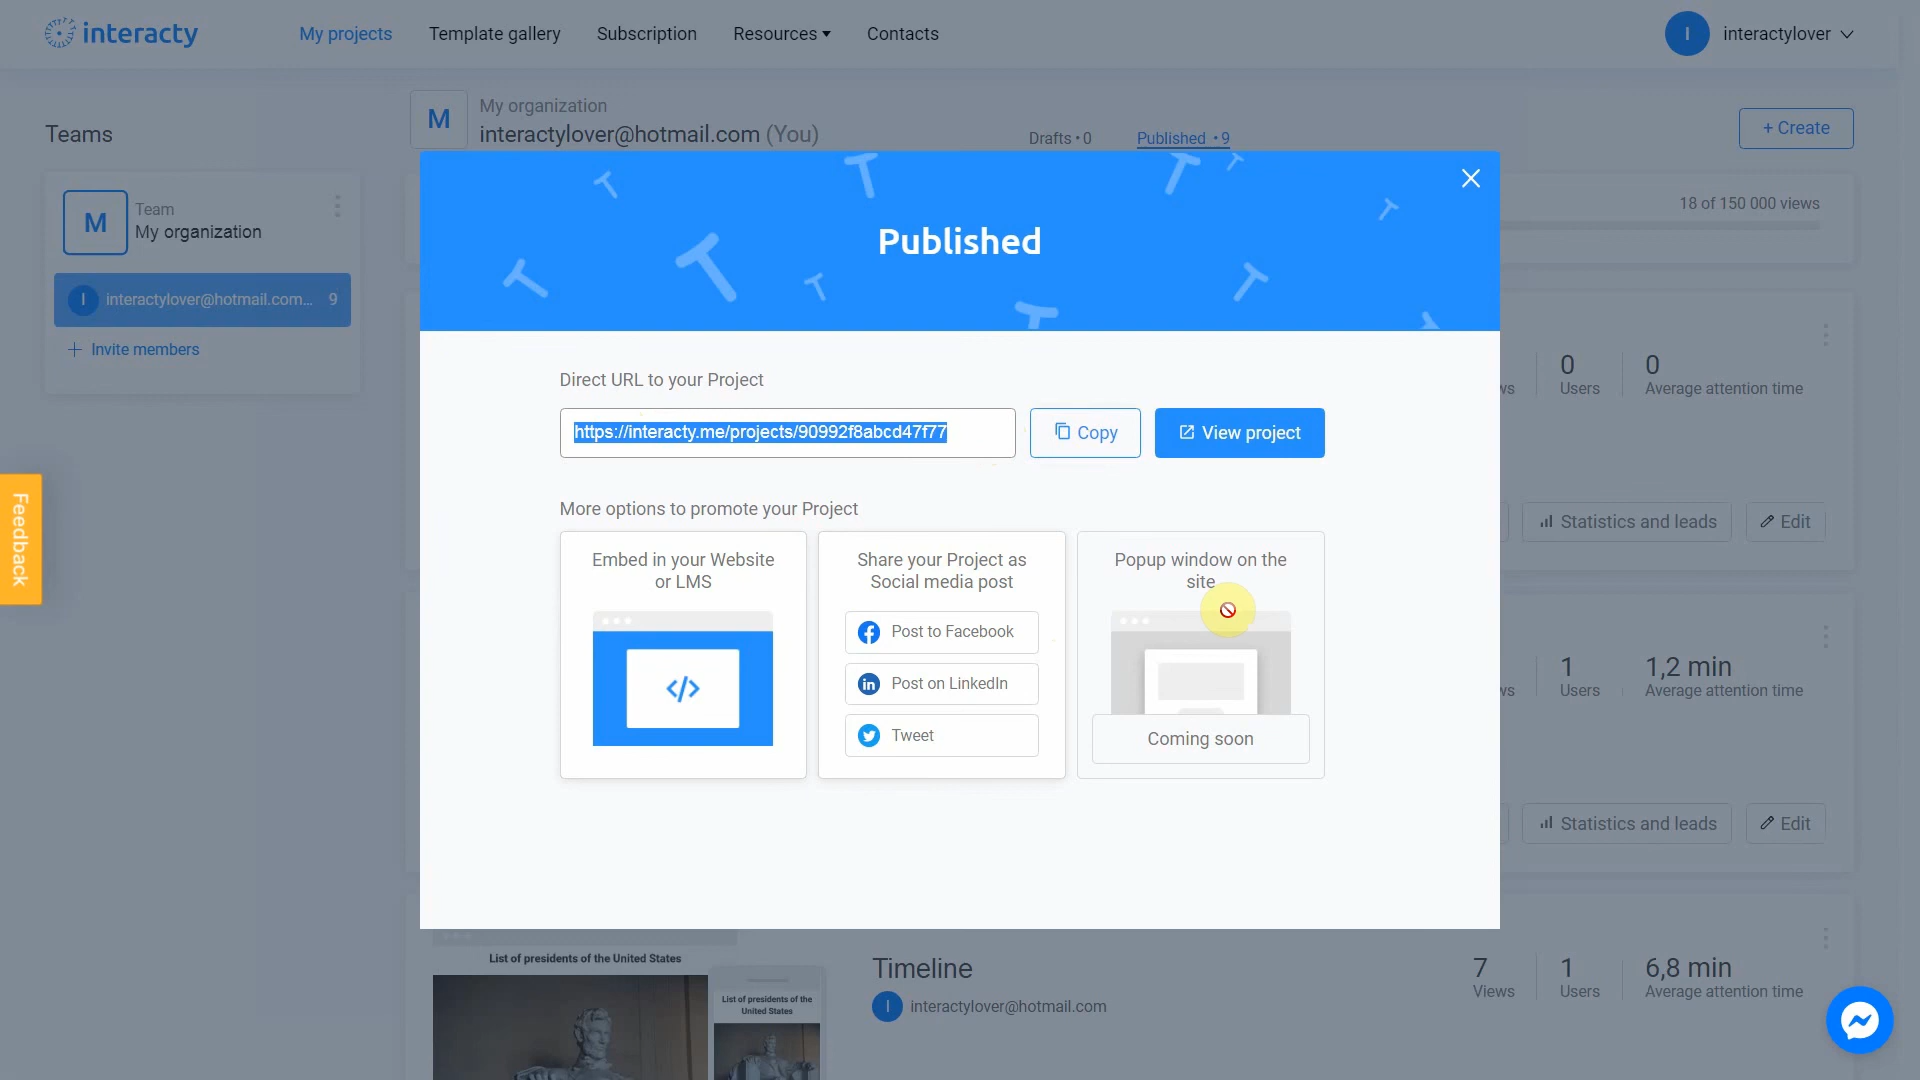 interacty
My projects
Template gallery
Subscription
Resources
Contacts
I
interactylover
Teams
M
My organization
interactylover@hotmail.com (You)
Drafts • 0
Published • 9
+ Create
M
Team
My organization
I
interactylover@hotmail.com...
9
Invite members
18 of 150 000 views
Published
Direct URL to your Project
https://interacty.me/projects/90992f8abcd47f77
Copy
View project
More options to promote your Project
Embed in your Website
or LMS
</>
Share your Project as
Social media post
Post to Facebook
Post on LinkedIn
Tweet
Popup window on the
site
Coming soon
0
Users
0
Average attention time
Statistics and leads
Edit
1
Users
1,2 min
Average attention time
Statistics and leads
Edit
Feedback
List of presidents of the United States
List of presidents of the
United States
Timeline
I
interactylover@hotmail.com
7
Views
1
Users
6,8 min
Average attention time